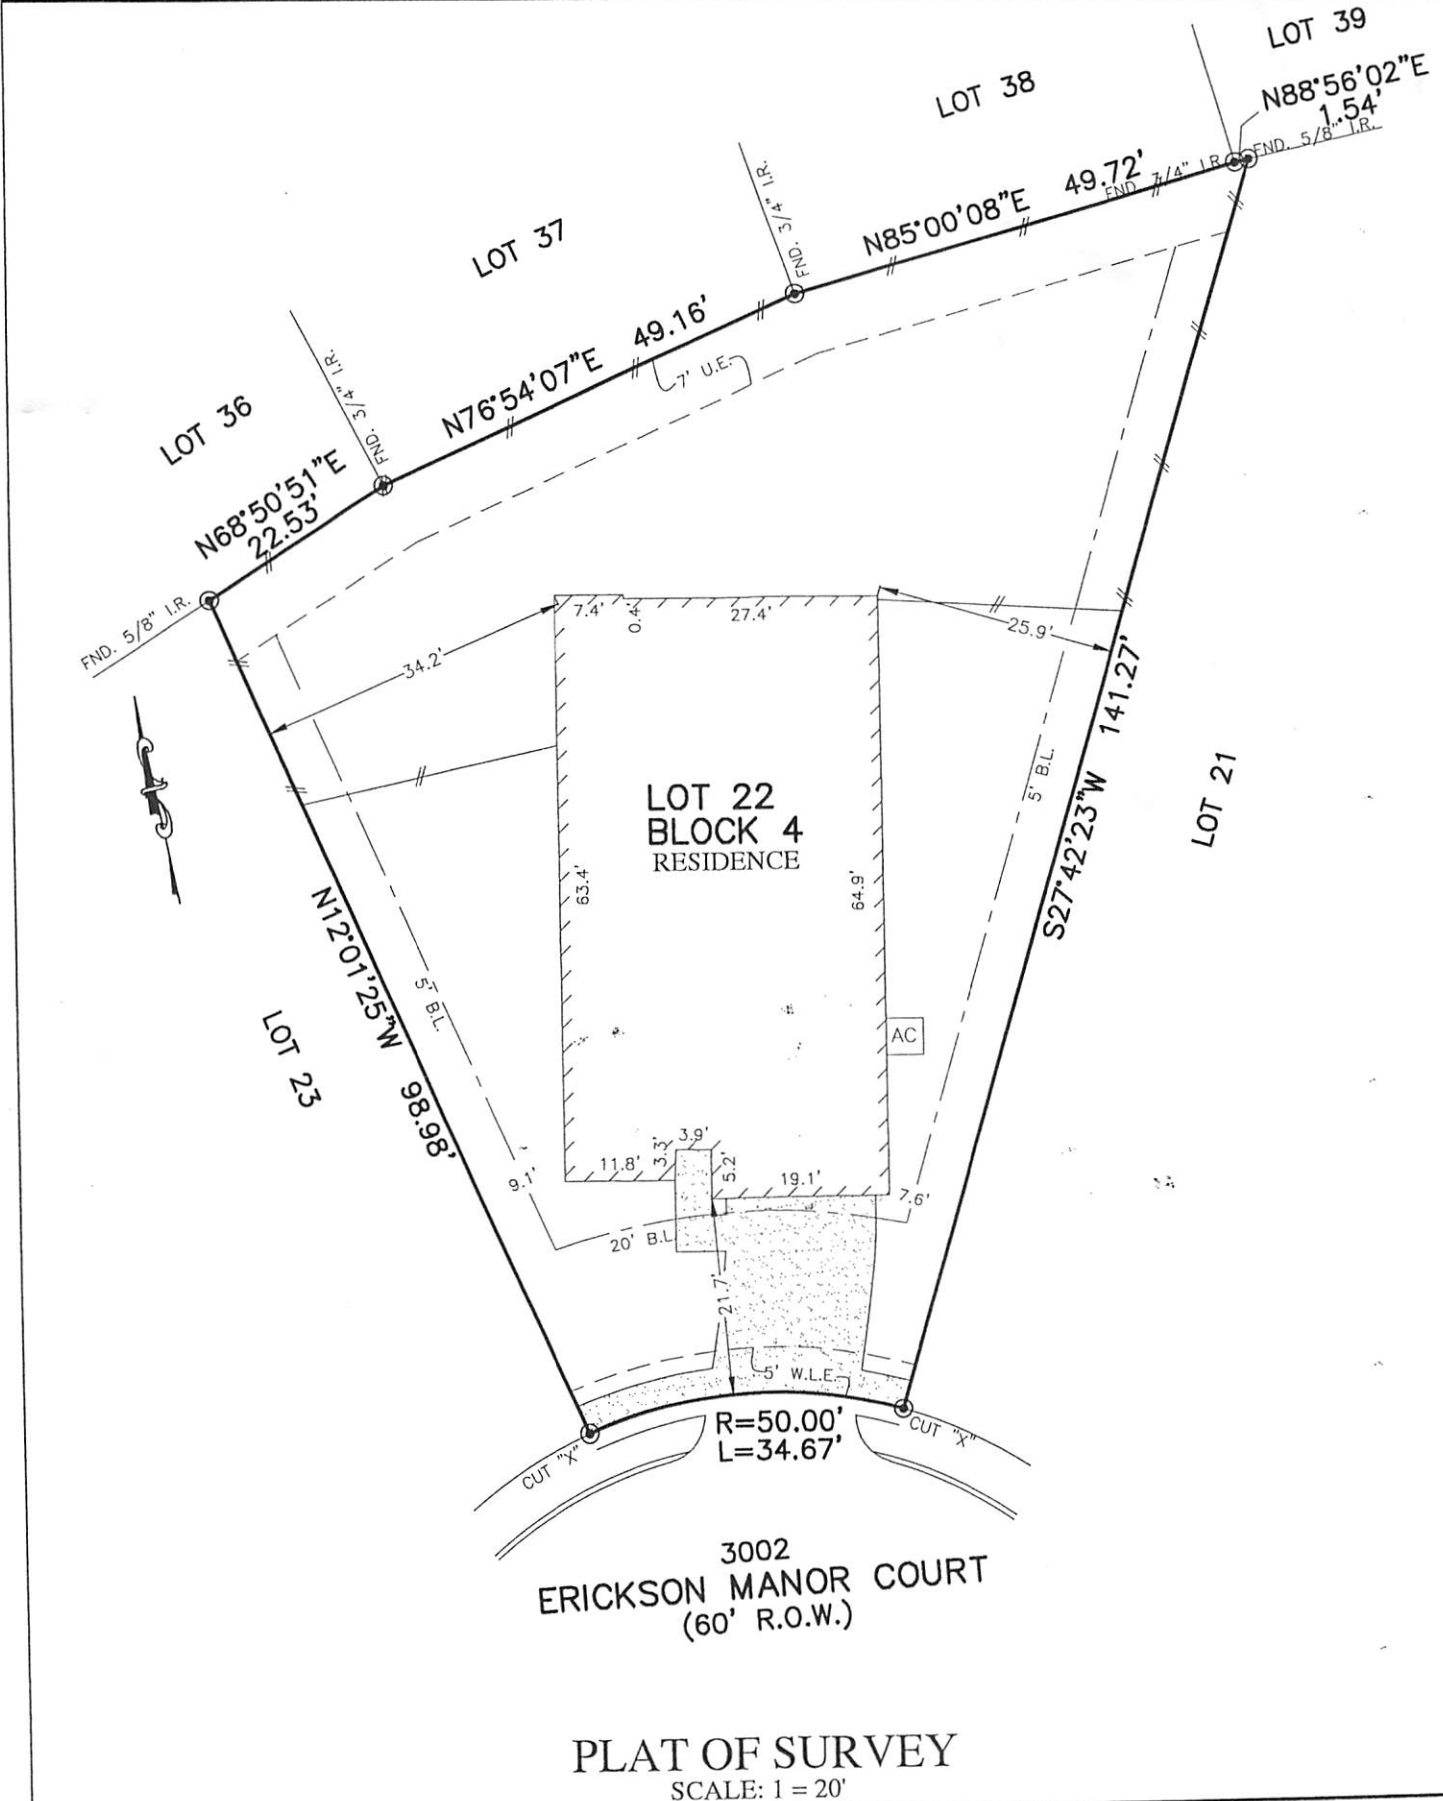 LOT 39
N88°56'02"E
1.54'
FND. 5/8" I.R.
LOT 38
N85°00'08"E 49.72'
FND. 3/4" I.R.
LOT 37
N76°54'07"E 49.16'
7' U.E.
FND. 3/4" I.R.
LOT 36
N68°50'51"E
22.53'
FND. 5/8" I.R.
34.2'
7.4'
0.4'
27.4'
25.9'
LOT 22
BLOCK 4
RESIDENCE
63.4'
64.9'
S27°42'23"W 141.27'
5' B.L.
LOT 21
N12°01'25"W 98.98'
5' B.L.
LOT 23
AC
9.1'
11.8'
3.3'
3.9'
5.2'
19.1'
7.6'
20' B.L.
21.7'
5' W.L.E.
R=50.00'
L=34.67'
CUT "X"
CUT "X"
3002
ERICKSON MANOR COURT
(60' R.O.W.)
PLAT OF SURVEY
SCALE: 1 = 20'